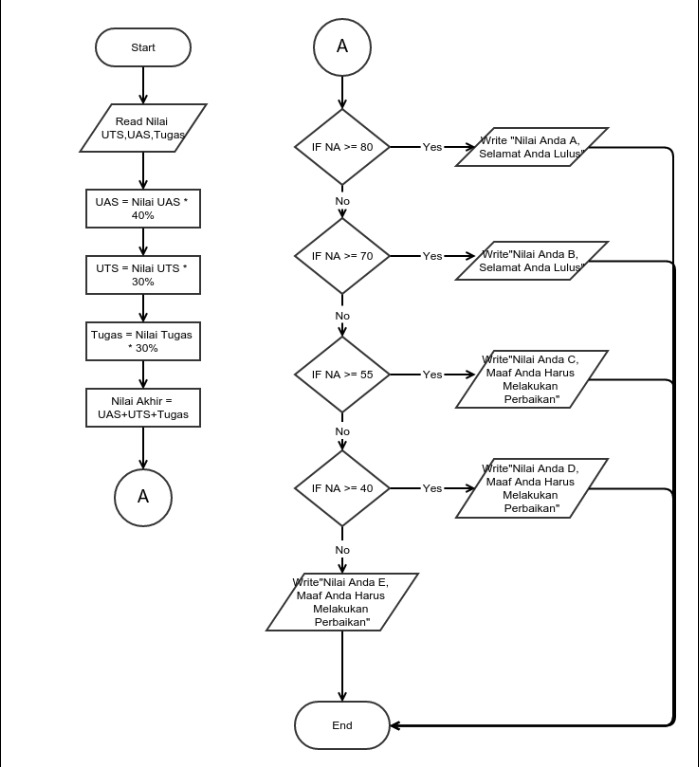 Start
Read Nilai
UTS,UAS,Tugas
UAS = Nilai UAS *
40%
UTS = Nilai UTS *
30%
Tugas = Nilai Tugas
* 30%
Nilai Akhir =
UAS+UTS+Tugas
A
A
IF NA >= 80
Yes
Write "Nilai Anda A,
Selamat Anda Lulus"
No
IF NA >= 70
Yes
Write"Nilai Anda B,
Selamat Anda Lulus"
No
IF NA >= 55
Yes
Write"Nilai Anda C,
Maaf Anda Harus
Melakukan
Perbaikan"
No
IF NA >= 40
Yes
Write"Nilai Anda D,
Maaf Anda Harus
Melakukan
Perbaikan"
No
Write"Nilai Anda E,
Maaf Anda Harus
Melakukan
Perbaikan"
End